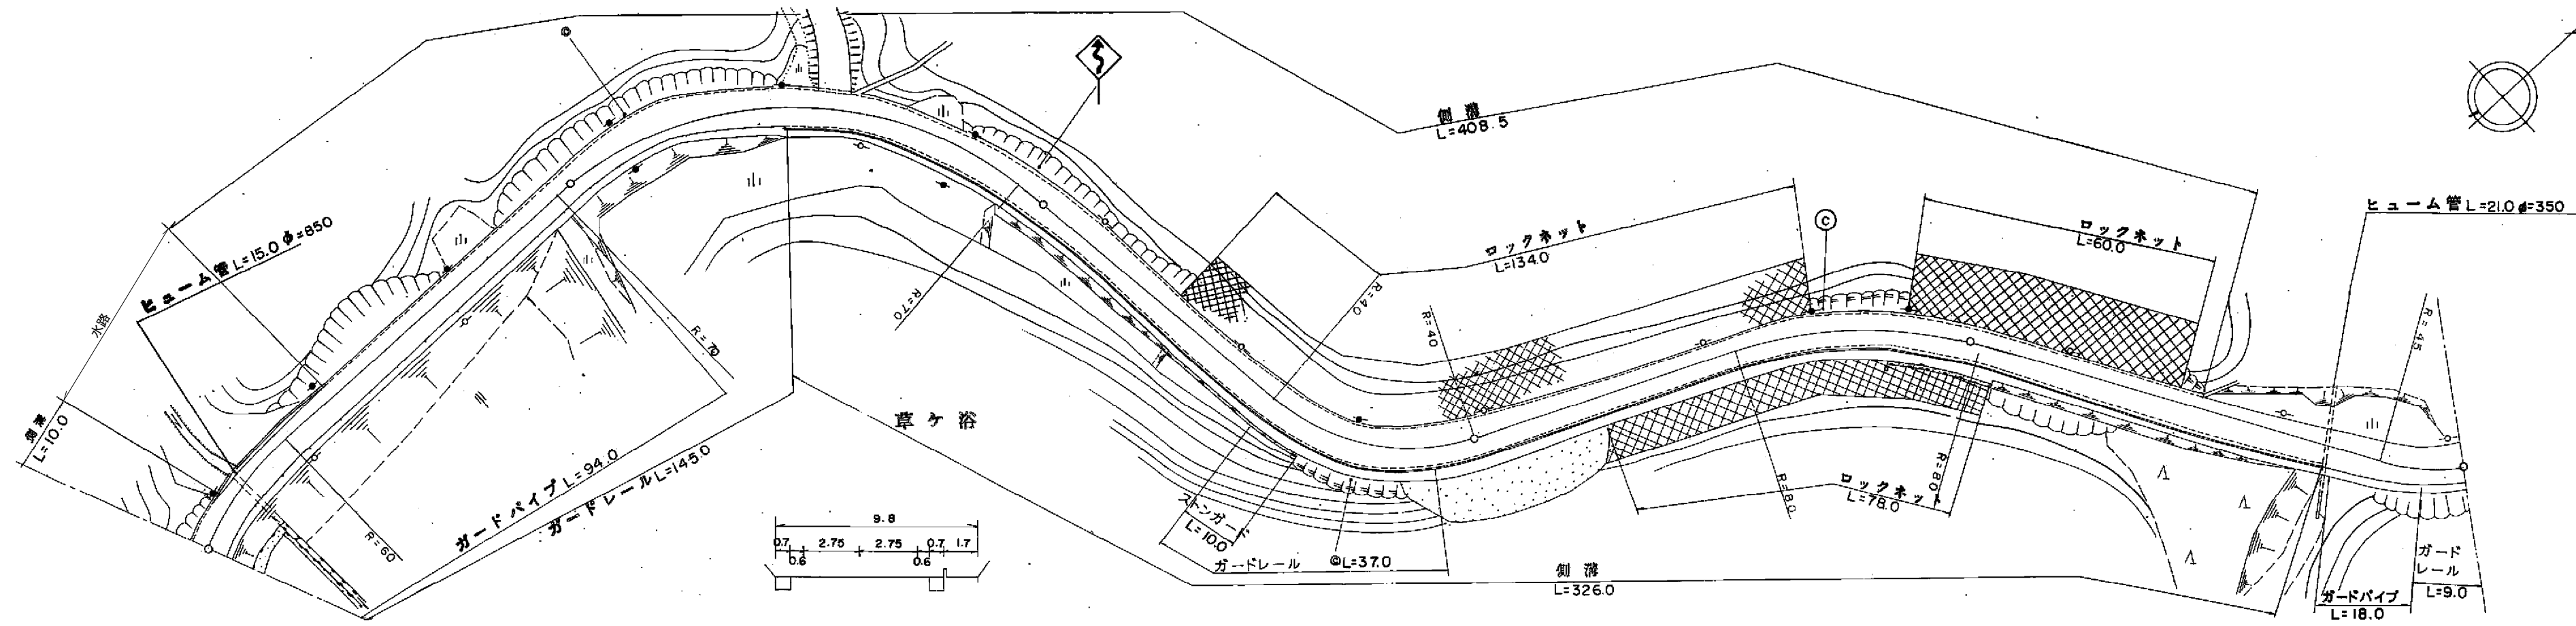 ©
側溝
L=408.5
ヒューム管 L=15.0 φ=850
水路
側溝
L=10.0
ヒューム管 L=21.0 φ=350
ロックネット
L=134.0
©
ロックネット
L=60.0
R=70
R=70
R=40
R=40
R=45
R=60
ガードパイプ L=94.0
ガードレール L=145.0
草ケ浴
9.8
0.7 2.75 2.75 0.7 1.7
0.6 0.6
ストンガード
L=10.0
ガードレール ©L=37.0
側溝
L=326.0
R=80
R=80
ロックネット
L=78.0
ガードパイプ
L=18.0
ガード
レール
L=9.0